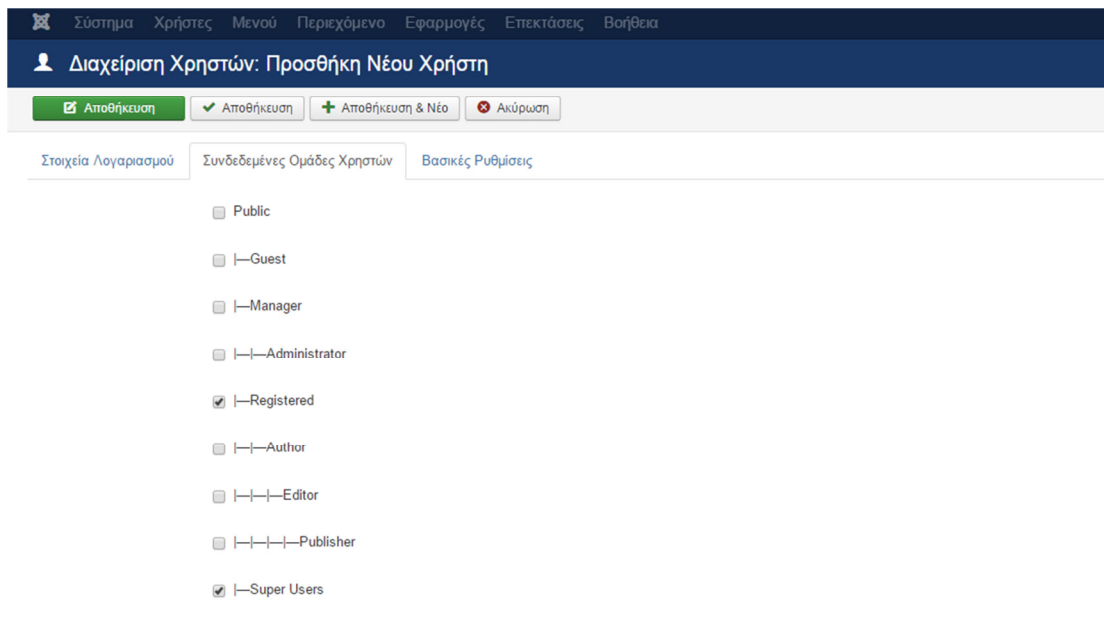 Σύστημα Χρήστες Μενού Περιεχόμενο Εφαρμογές Επεκτάσεις Βοήθεια
Διαχείριση Χρηστών: Προσθήκη Νέου Χρήστη
Αποθήκευση Αποθήκευση Αποθήκευση & Νέο Ακύρωση
Στοιχεία Λογαριασμού Συνδεδεμένες Ομάδες Χρηστών Βασικές Ρυθμίσεις
Public
|—Guest
|—Manager
|—|—Administrator
|—Registered
|—|—Author
|—|—|—Editor
|—|—|—|—Publisher
|—Super Users